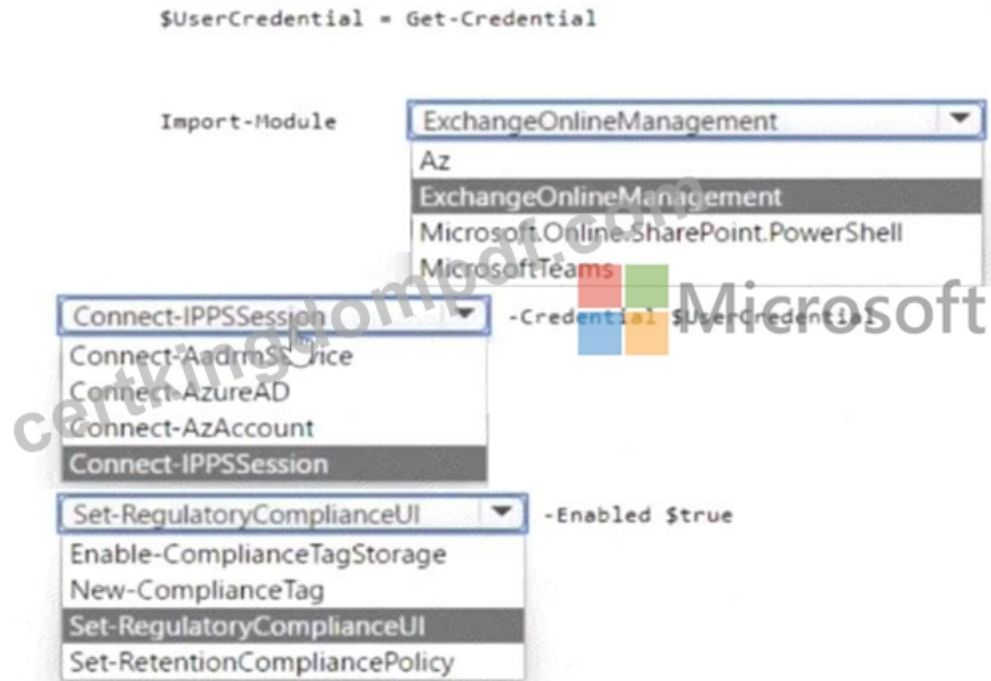 $UserCredential = Get-Credential
Import-Module ExchangeOnlineManagement
Az
ExchangeOnlineManagement
Microsoft.Online.SharePoint.PowerShell
MicrosoftTeams
Microsoft
Connect-IPPSSession -Credential $UserCredential
Connect-AadrmService
Connect-AzureAD
Connect-AzAccount
Connect-IPPSSession
Set-RegulatoryComplianceUI -Enabled $true
Enable-ComplianceTagStorage
New-ComplianceTag
Set-RegulatoryComplianceUI
Set-RetentionCompliancePolicy
certkingdompdf.com